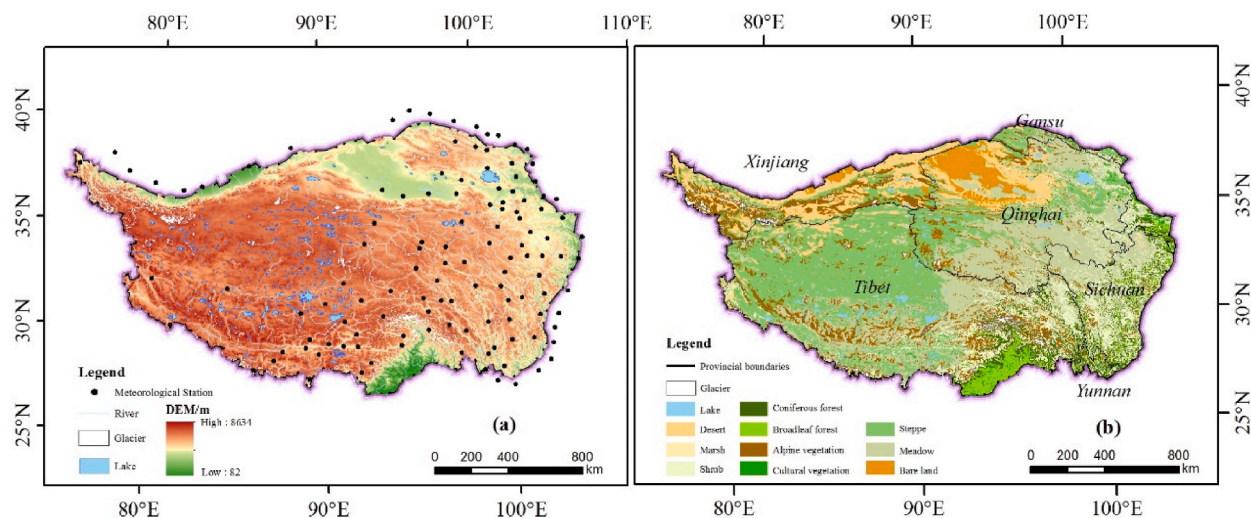 80°E 90°E 100°E 110°E
80°E 90°E 100°E
40°N
35°N
30°N
25°N
Legend
Meteorological Station
River
Glacier
Lake
DEM/m
High : 8634
Low : 82
(a)
0 200 400 800
km
80°E 90°E 100°E
40°N
35°N
30°N
25°N
Xinjiang
Gansu
Qinghai
Tibet
Sichuan
Yunnan
Legend
Provincial boundaries
Glacier
Lake Coniferous forest
Desert Broadleaf forest Steppe
Marsh Alpine vegetation Meadow
Shrub Cultural vegetation Bare land
(b)
0 200 400 800
km
80°E 90°E 100°E
80°E 90°E 100°E